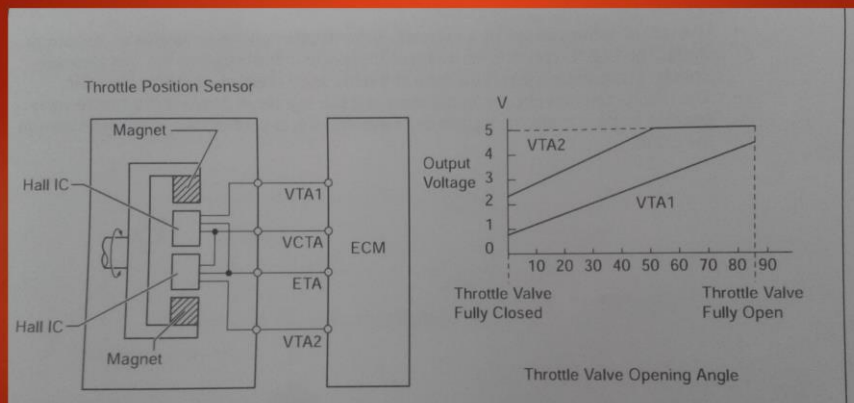 Throttle Position Sensor
Magnet
Hall IC
Hall IC
Magnet
VTA1
VCTA
ETA
VTA2
ECM
V
Output
Voltage
5
4
3
2
1
0
VTA2
VTA1
10 20 30 40 50 60 70 80 90
Throttle Valve
Fully Closed
Throttle Valve
Fully Open
Throttle Valve Opening Angle